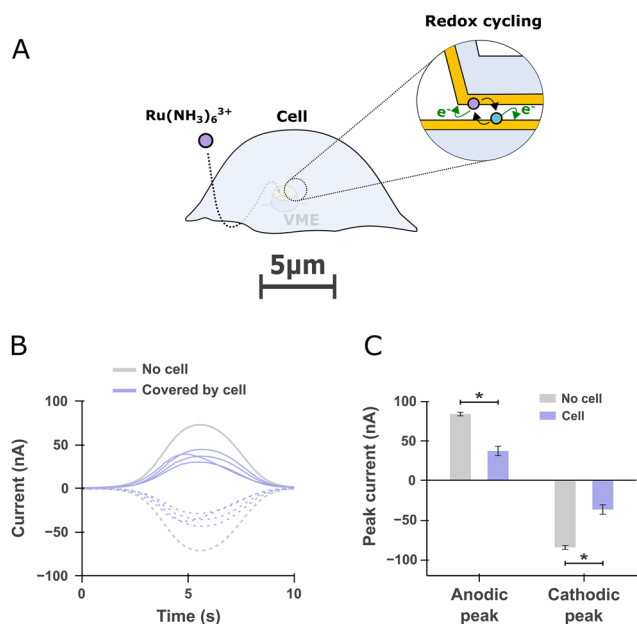 A
Redox cycling
Ru(NH₃)₆³⁺
Cell
e⁻
e⁻
VME
5μm
B
No cell
Covered by cell
Current (nA)
100
50
0
−50
−100
0
5
10
Time (s)
C
No cell
Cell
Peak current (nA)
100
50
0
−50
−100
*
*
Anodic
peak
Cathodic
peak